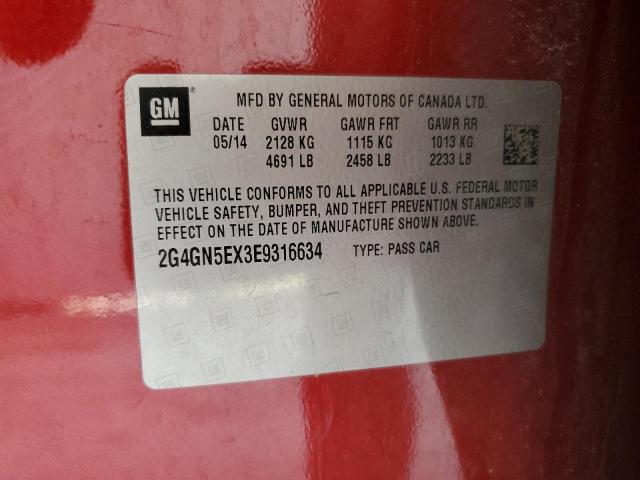 GM ®
MFD BY GENERAL MOTORS OF CANADA LTD.
DATE GVWR GAWR FRT GAWR RR
05/14 2128 KG 1115 KG 1013 KG
4691 LB 2458 LB 2233 LB
THIS VEHICLE CONFORMS TO ALL APPLICABLE U.S. FEDERAL MOTOR
VEHICLE SAFETY, BUMPER, AND THEFT PREVENTION STANDARDS IN
EFFECT ON THE DATE OF MANUFACTURE SHOWN ABOVE.
2G4GN5EX3E9316634 TYPE: PASS CAR